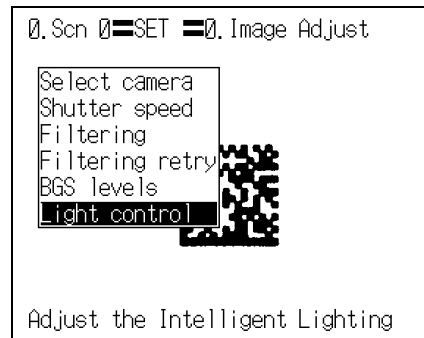 0.Scn 0=SET =0.Image Adjust
Select camera
Shutter speed
Filtering
Filtering retry
BGS levels
Light control
Adjust the Intelligent Lighting